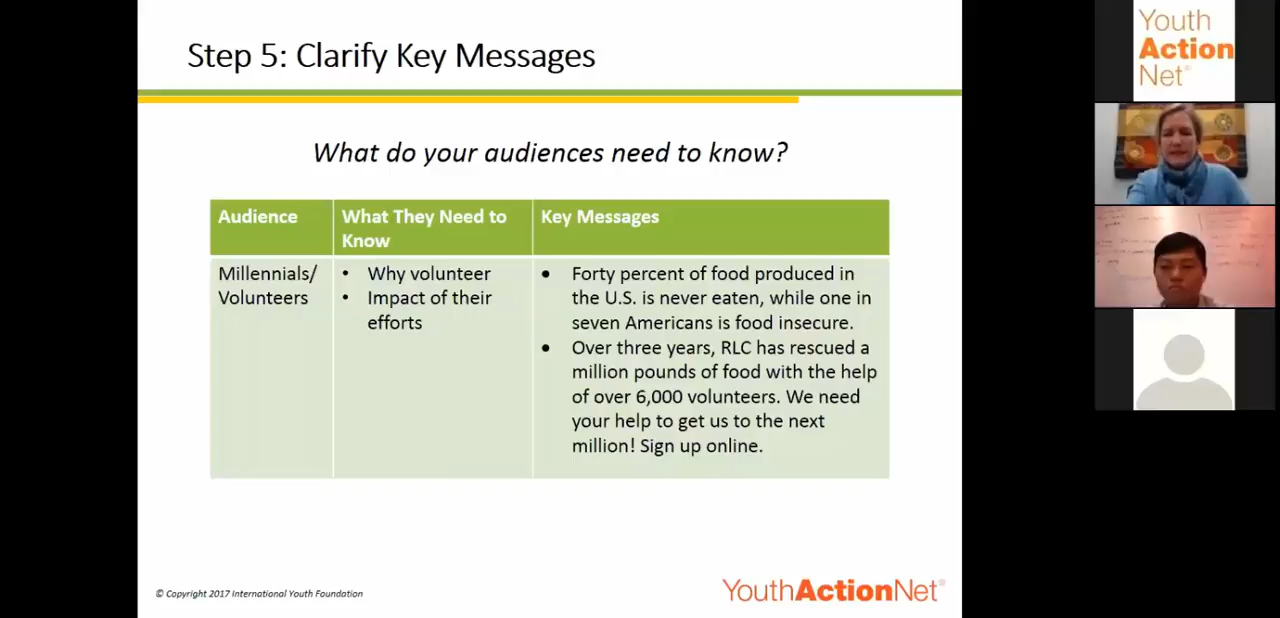 Step 5: Clarify Key Messages
What do your audiences need to know?
Audience
What They Need to
Know
Key Messages
Millennials/
Volunteers
• Why volunteer
• Impact of their
efforts
• Forty percent of food produced in
the U.S. is never eaten, while one in
seven Americans is food insecure.
• Over three years, RLC has rescued a
million pounds of food with the help
of over 6,000 volunteers. We need
your help to get us to the next
million! Sign up online.
© Copyright 2017 International Youth Foundation
YouthActionNet®
Youth
Action
Net®